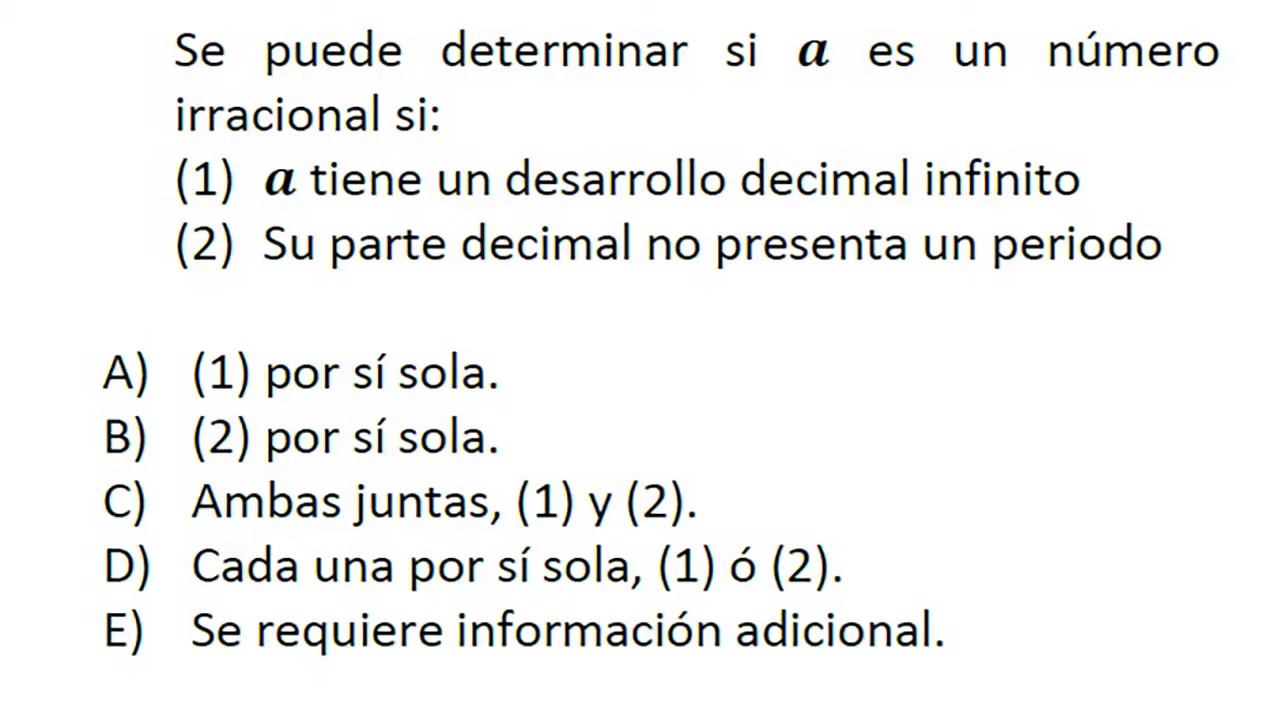 Se puede determinar si a es un número
irracional si:
(1) a tiene un desarrollo decimal infinito
(2) Su parte decimal no presenta un periodo
A) (1) por sí sola.
B) (2) por sí sola.
C) Ambas juntas, (1) y (2).
D) Cada una por sí sola, (1) ó (2).
E) Se requiere información adicional.